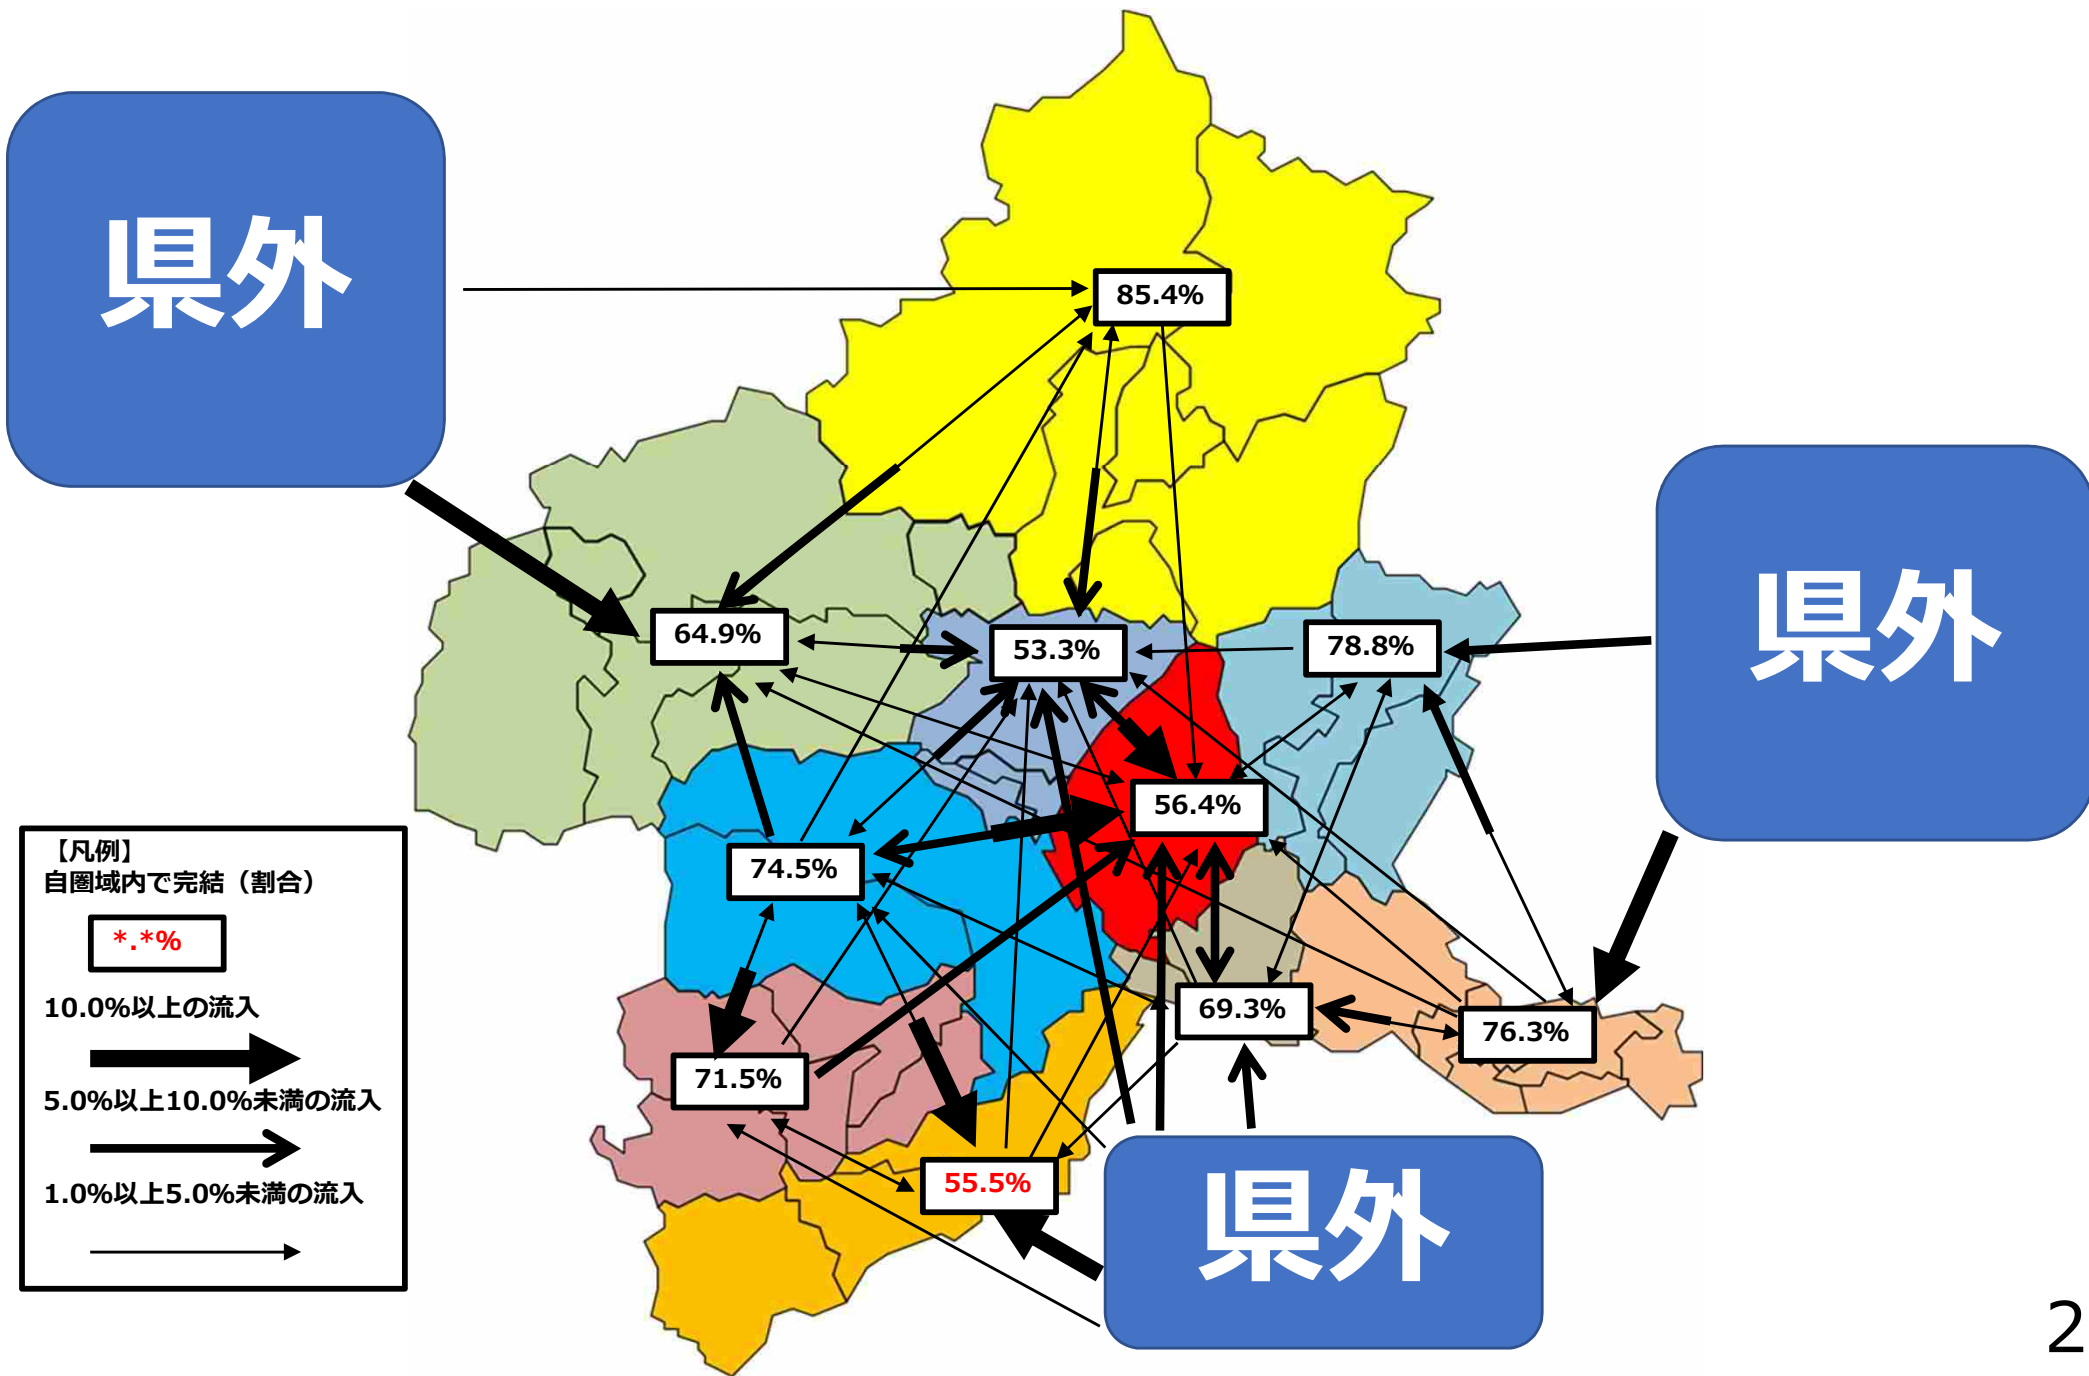 県外
85.4%
県外
64.9%
53.3%
78.8%
56.4%
74.5%
69.3%
76.3%
71.5%
55.5%
県外
【凡例】
自圏域内で完結（割合）
*.*%
10.0%以上の流入
5.0%以上10.0%未満の流入
1.0%以上5.0%未満の流入
2